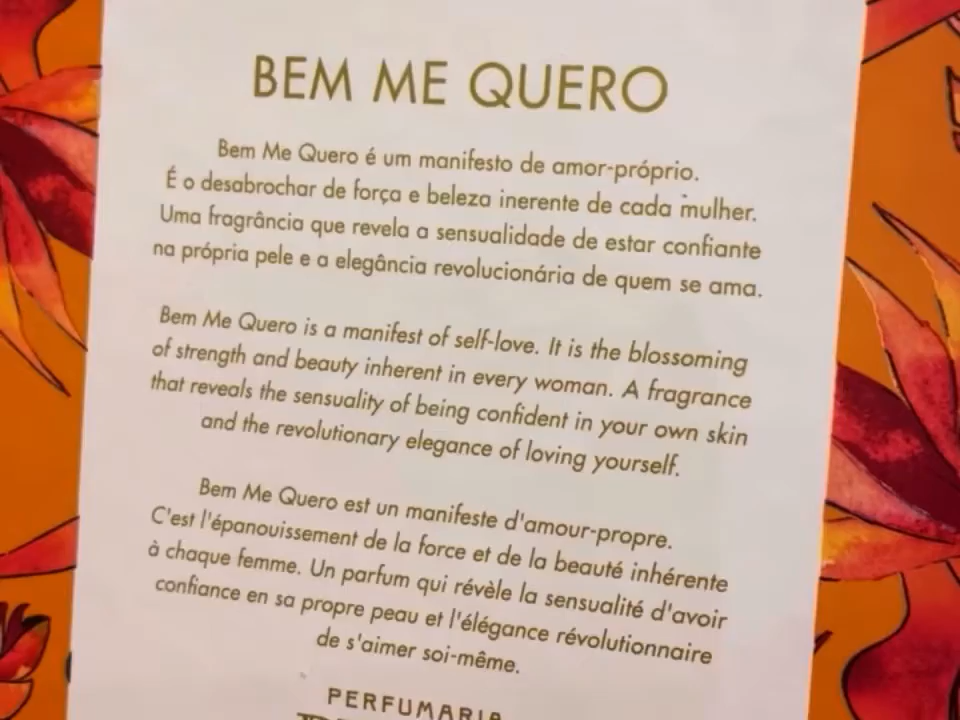 BEM ME QUERO
Bem Me Quero é um manifesto de amor-próprio.
É o desabrochar de força e beleza inerente de cada mulher.
Uma fragrância que revela a sensualidade de estar confiante
na própria pele e a elegância revolucionária de quem se ama.
Bem Me Quero is a manifest of self-love. It is the blossoming
of strength and beauty inherent in every woman. A fragrance
that reveals the sensuality of being confident in your own skin
and the revolutionary elegance of loving yourself.
Bem Me Quero est un manifeste d'amour-propre.
C'est l'épanouissement de la force et de la beauté inhérente
à chaque femme. Un parfum qui révèle la sensualité d'avoir
confiance en sa propre peau et l'élégance révolutionnaire
de s'aimer soi-même.
PERFUMARIA